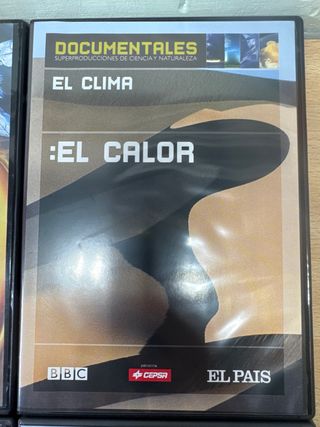 DOCUMENTALES
SUPERPRODUCCIONES DE CIENCIA Y NATURALEZA
EL CLIMA
:EL CALOR
BBC
CEPSA
EL PAIS